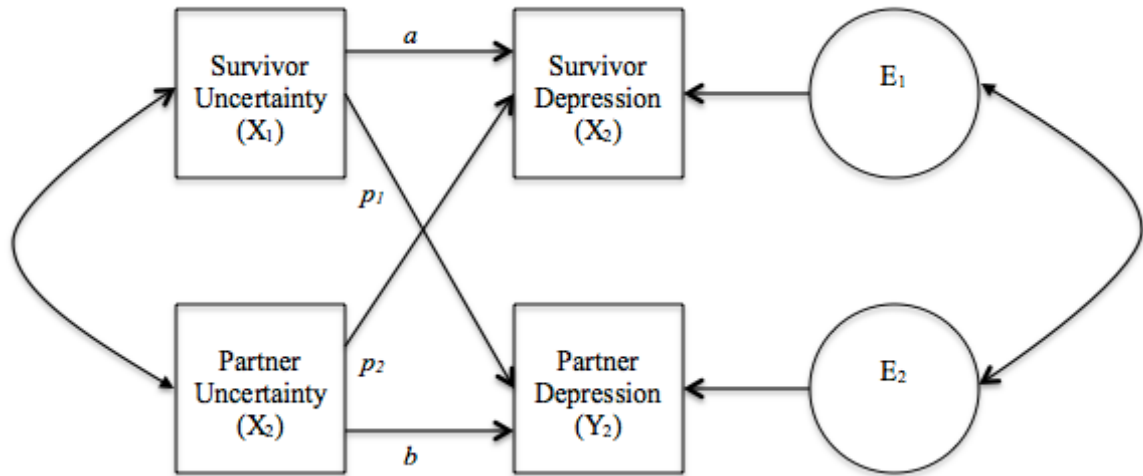 a
Survivor
Uncertainty
(X₁)
Survivor
Depression
(X₂)
E₁
p₁
p₂
Partner
Uncertainty
(X₂)
Partner
Depression
(Y₂)
E₂
b